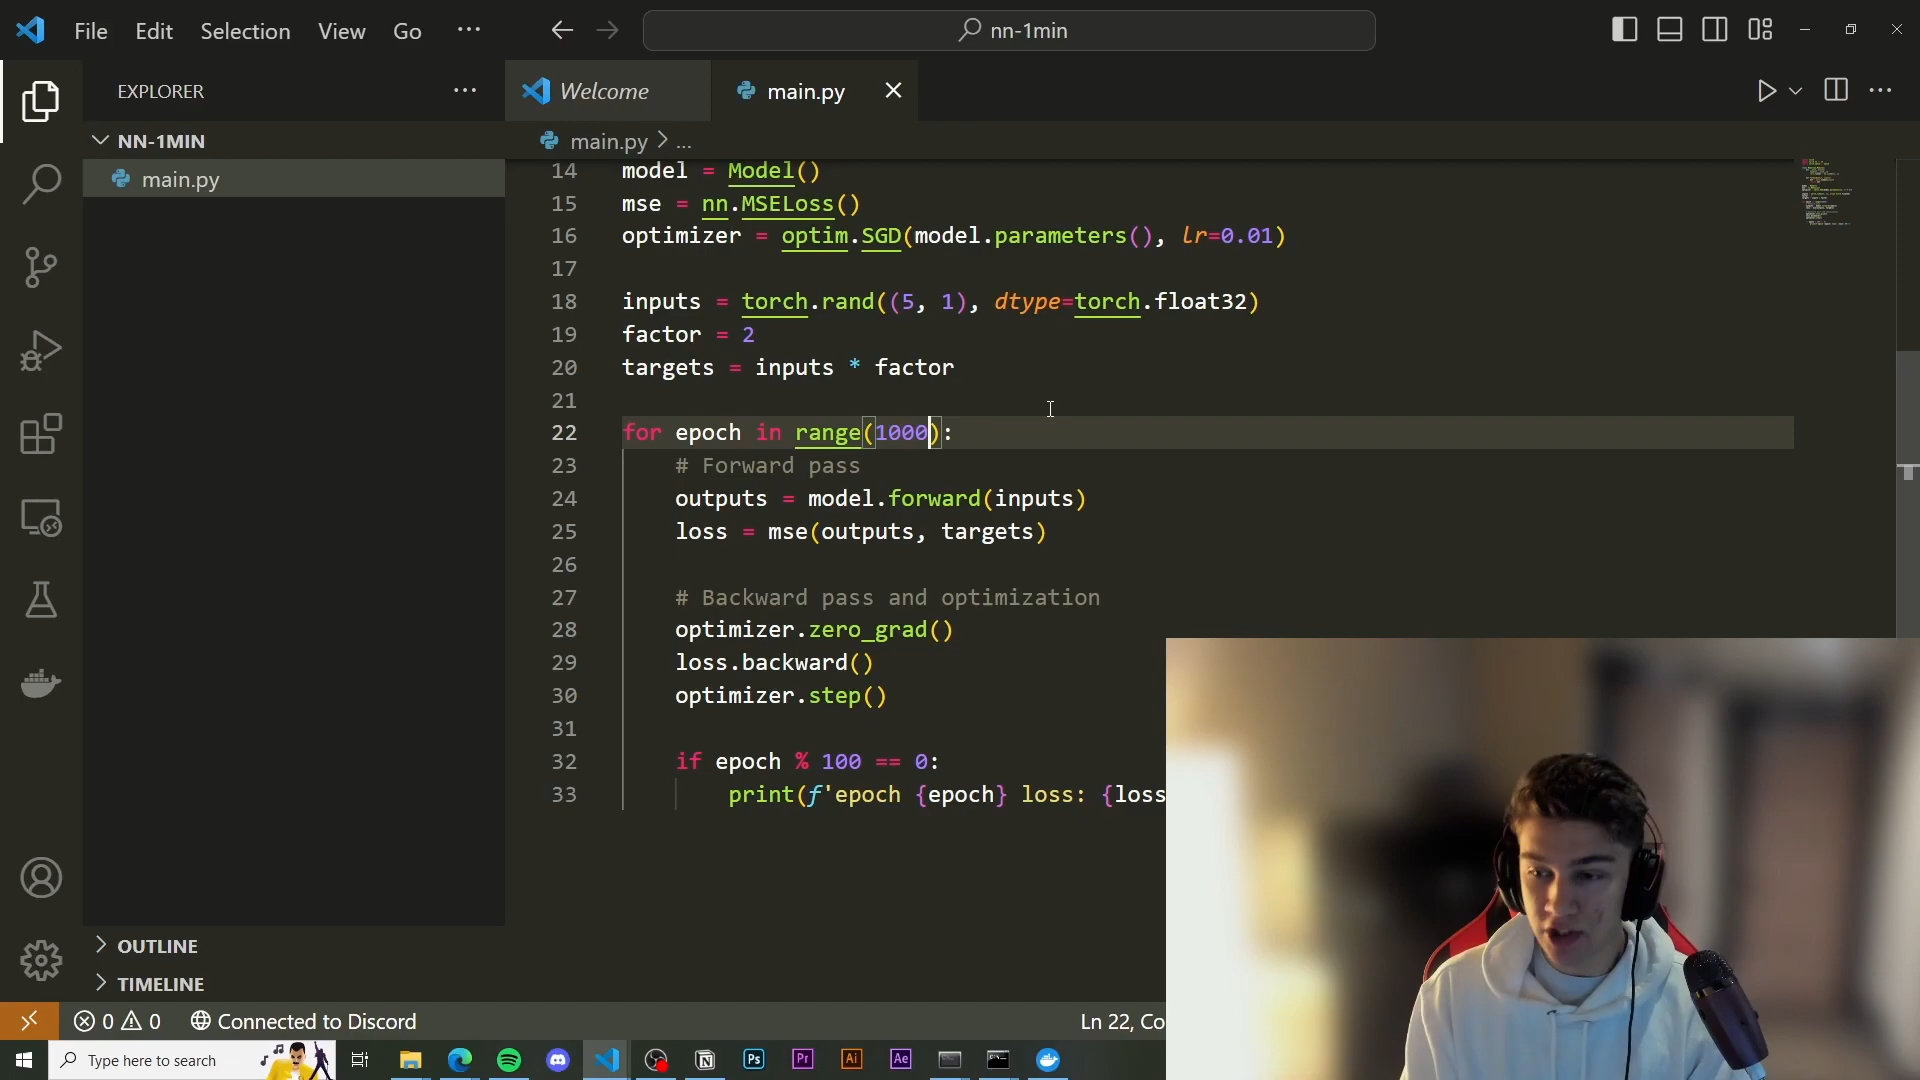 File Edit Selection View Go ...
nn-1min
EXPLORER ...
Welcome main.py
NN-1MIN
main.py > ...
main.py
14 model = Model()
15 mse = nn.MSELoss()
16 optimizer = optim.SGD(model.parameters(), lr=0.01)
17
18 inputs = torch.rand((5, 1), dtype=torch.float32)
19 factor = 2
20 targets = inputs * factor
21
22 for epoch in range(1000):
23 # Forward pass
24 outputs = model.forward(inputs)
25 loss = mse(outputs, targets)
26
27 # Backward pass and optimization
28 optimizer.zero_grad()
29 loss.backward()
30 optimizer.step()
31
32 if epoch % 100 == 0:
33 print(f'epoch {epoch} loss: {loss
OUTLINE
TIMELINE
0 0 Connected to Discord Ln 22, Co
Type here to search Ps Pr Ai Ae